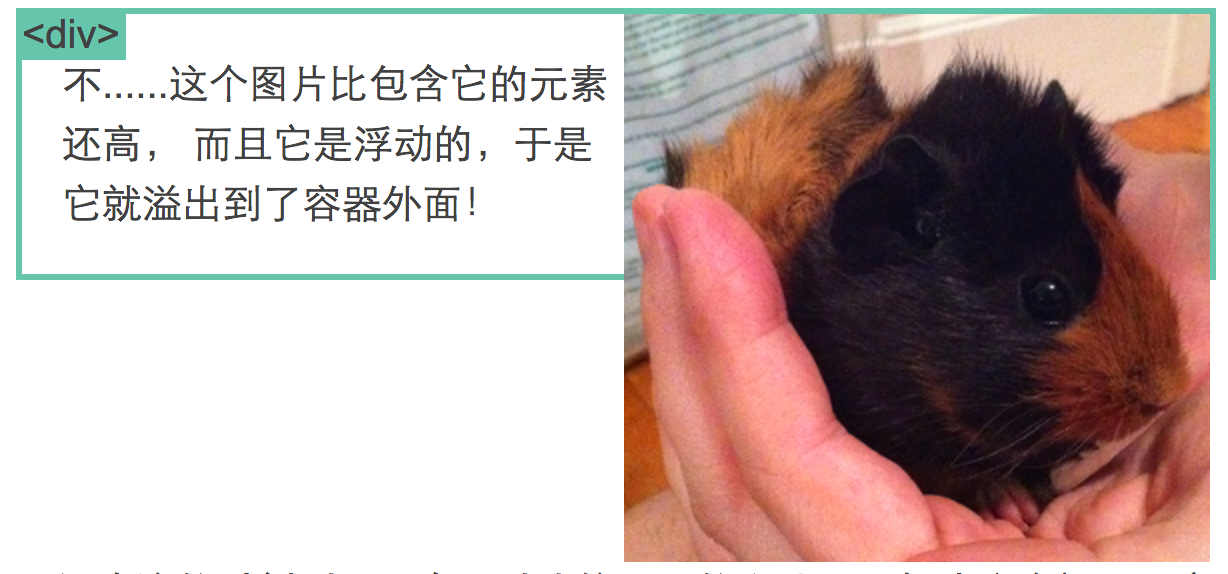 <div>
不......这个图片比包含它的元素
还高， 而且它是浮动的，于是
它就溢出到了容器外面！